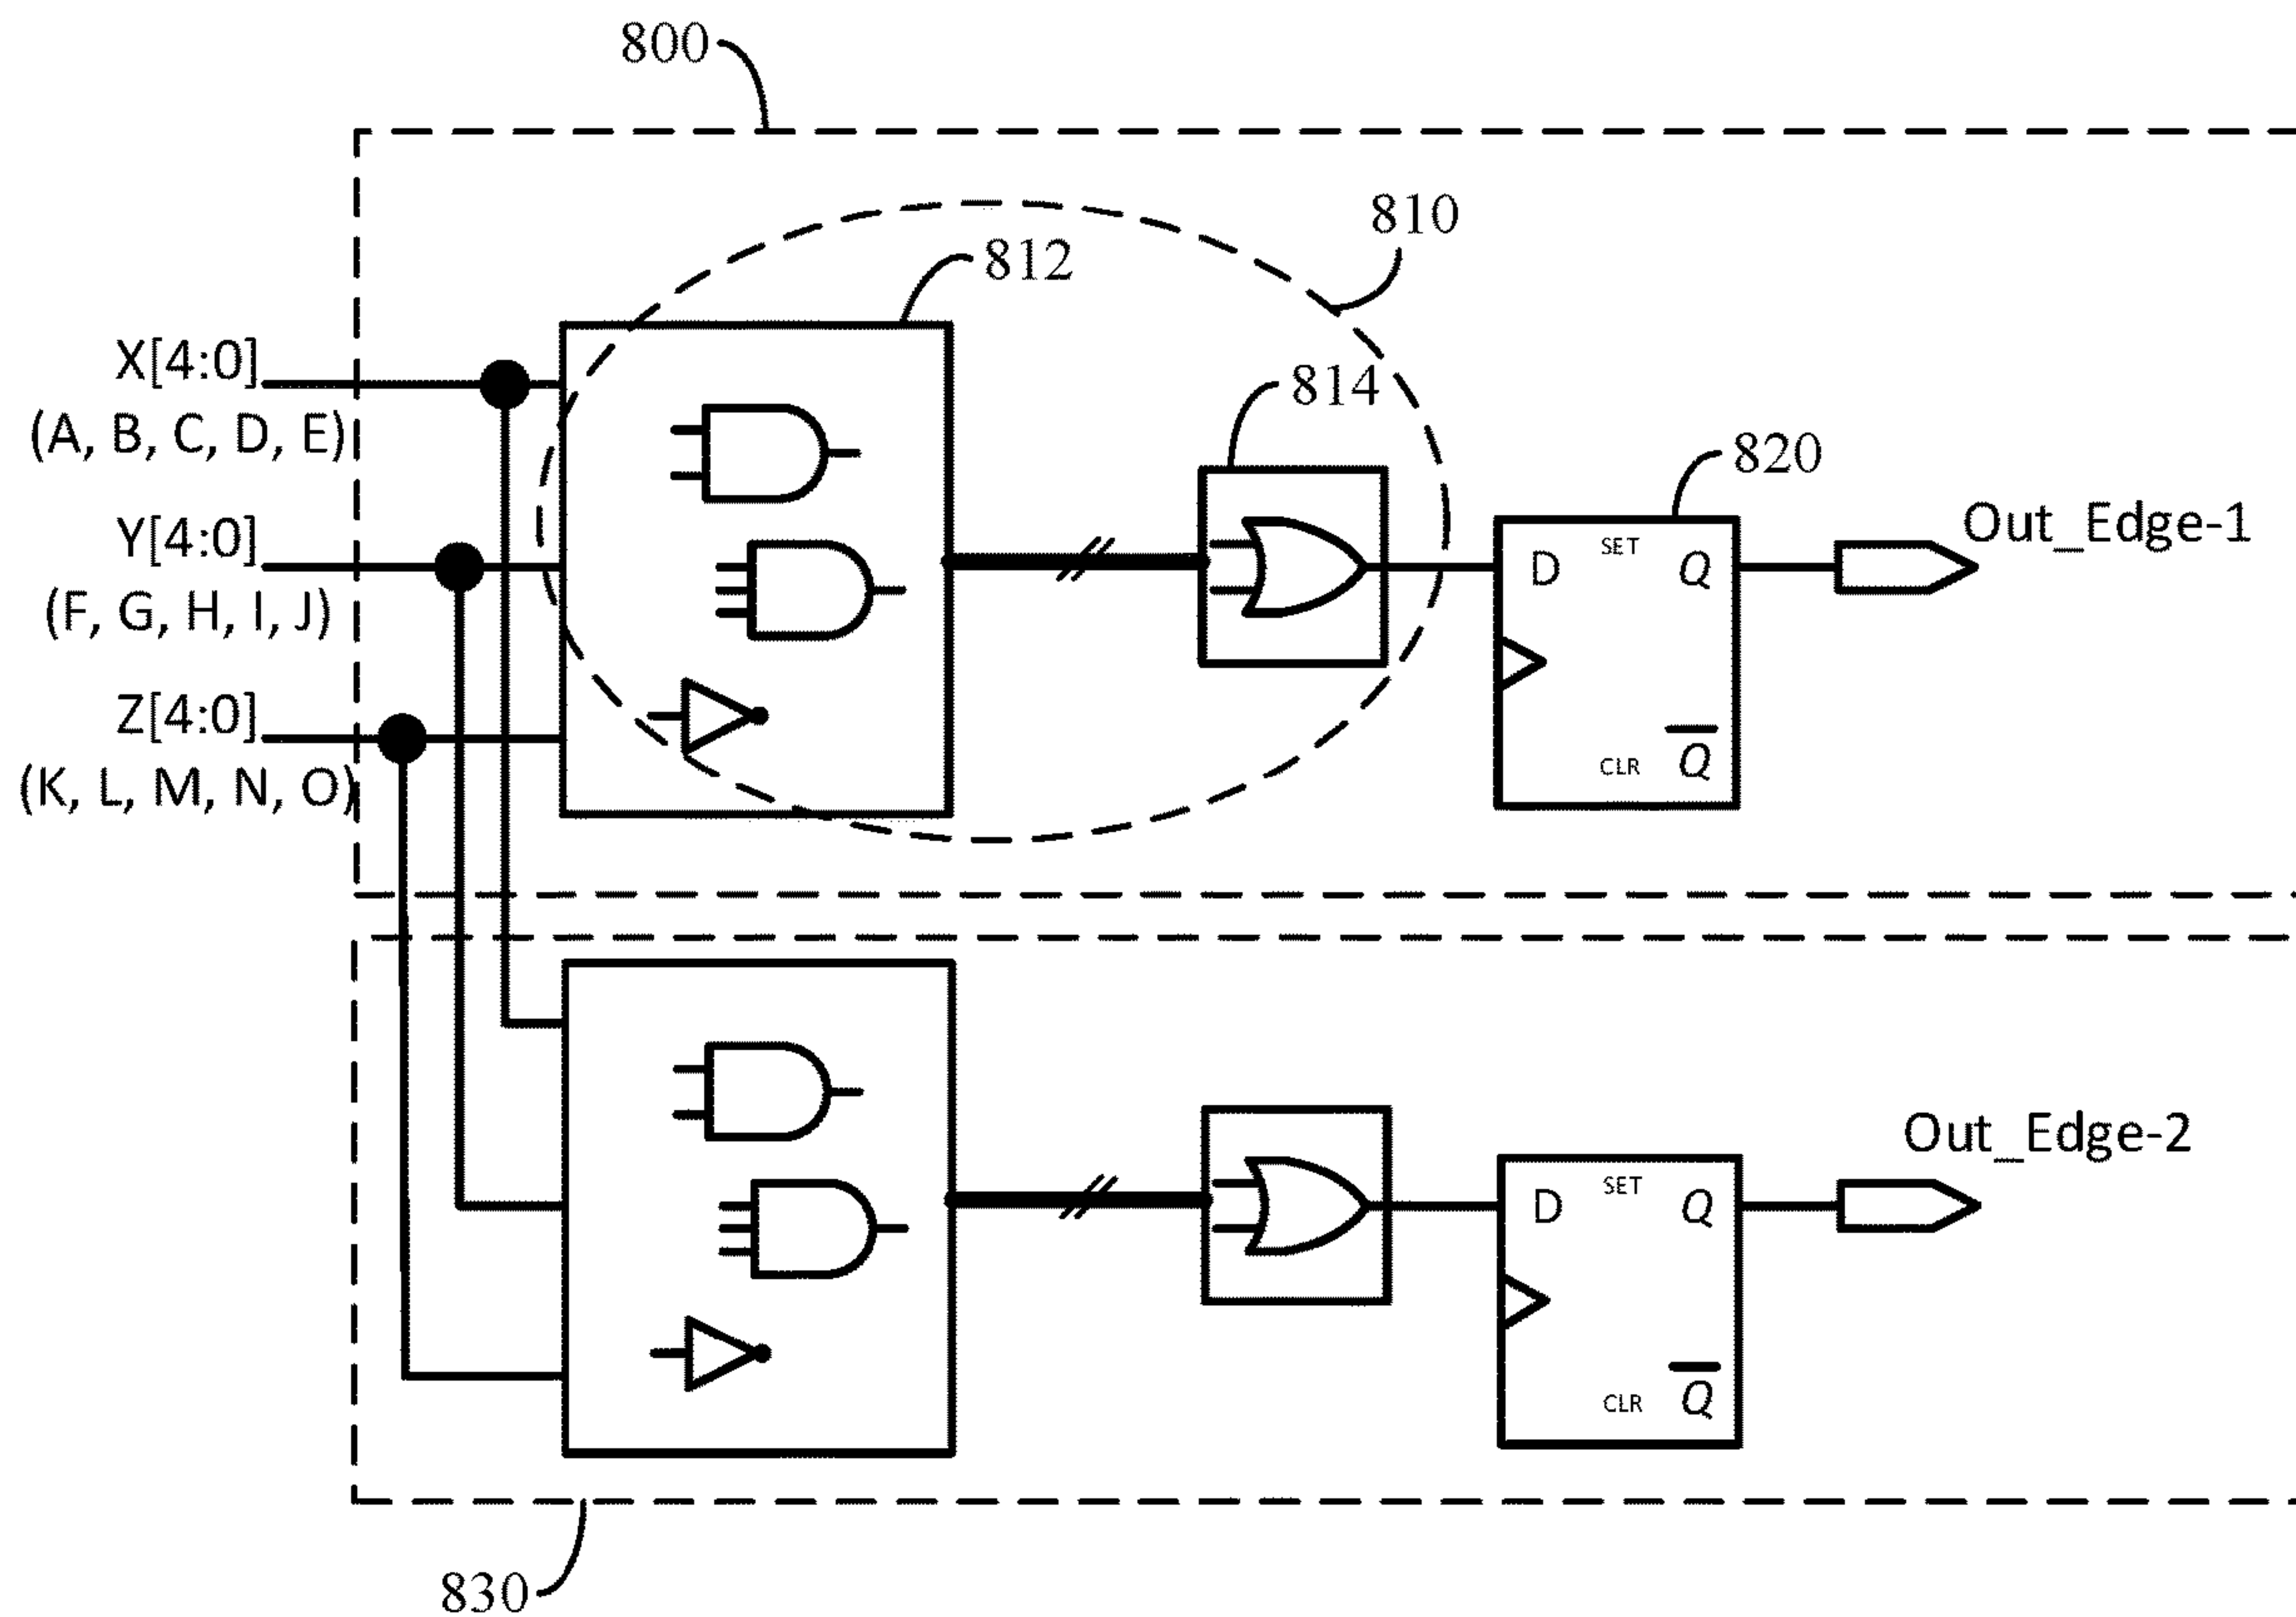 800
810
812
X[4:0]
(A, B, C, D, E)
814
820
Y[4:0]
(F, G, H, I, J)
Out_Edge-1
D
SET
Q
Z[4:0]
(K, L, M, N, O)
CLR
Q
Out_Edge-2
D
SET
Q
CLR
Q
830